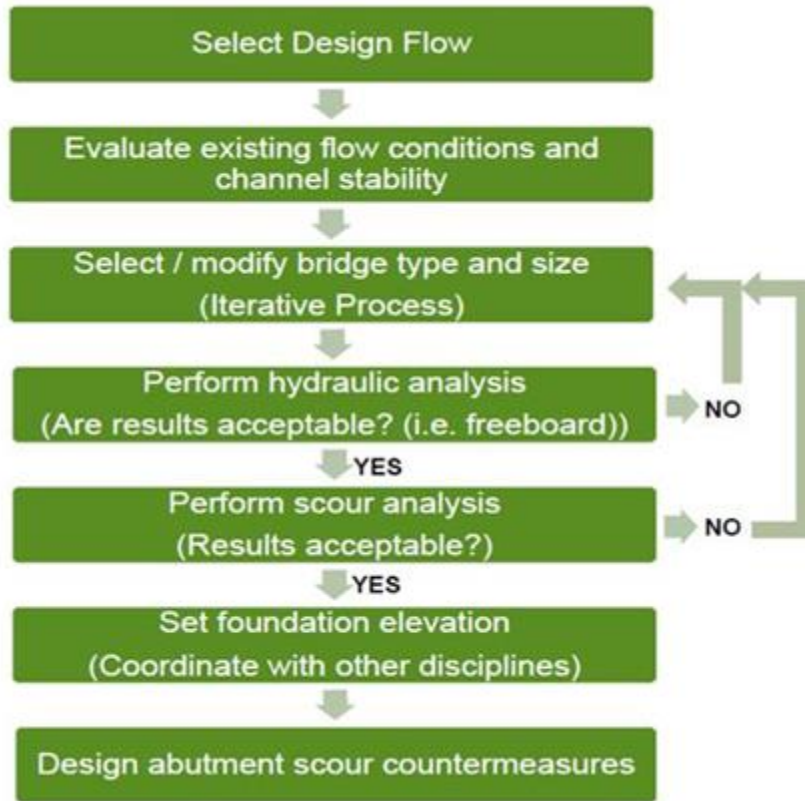 Select Design Flow
Evaluate existing flow conditions and
channel stability
Select / modify bridge type and size
(Iterative Process)
Perform hydraulic analysis
(Are results acceptable? (i.e. freeboard))
NO
YES
Perform scour analysis
(Results acceptable?)
NO
YES
Set foundation elevation
(Coordinate with other disciplines)
Design abutment scour countermeasures